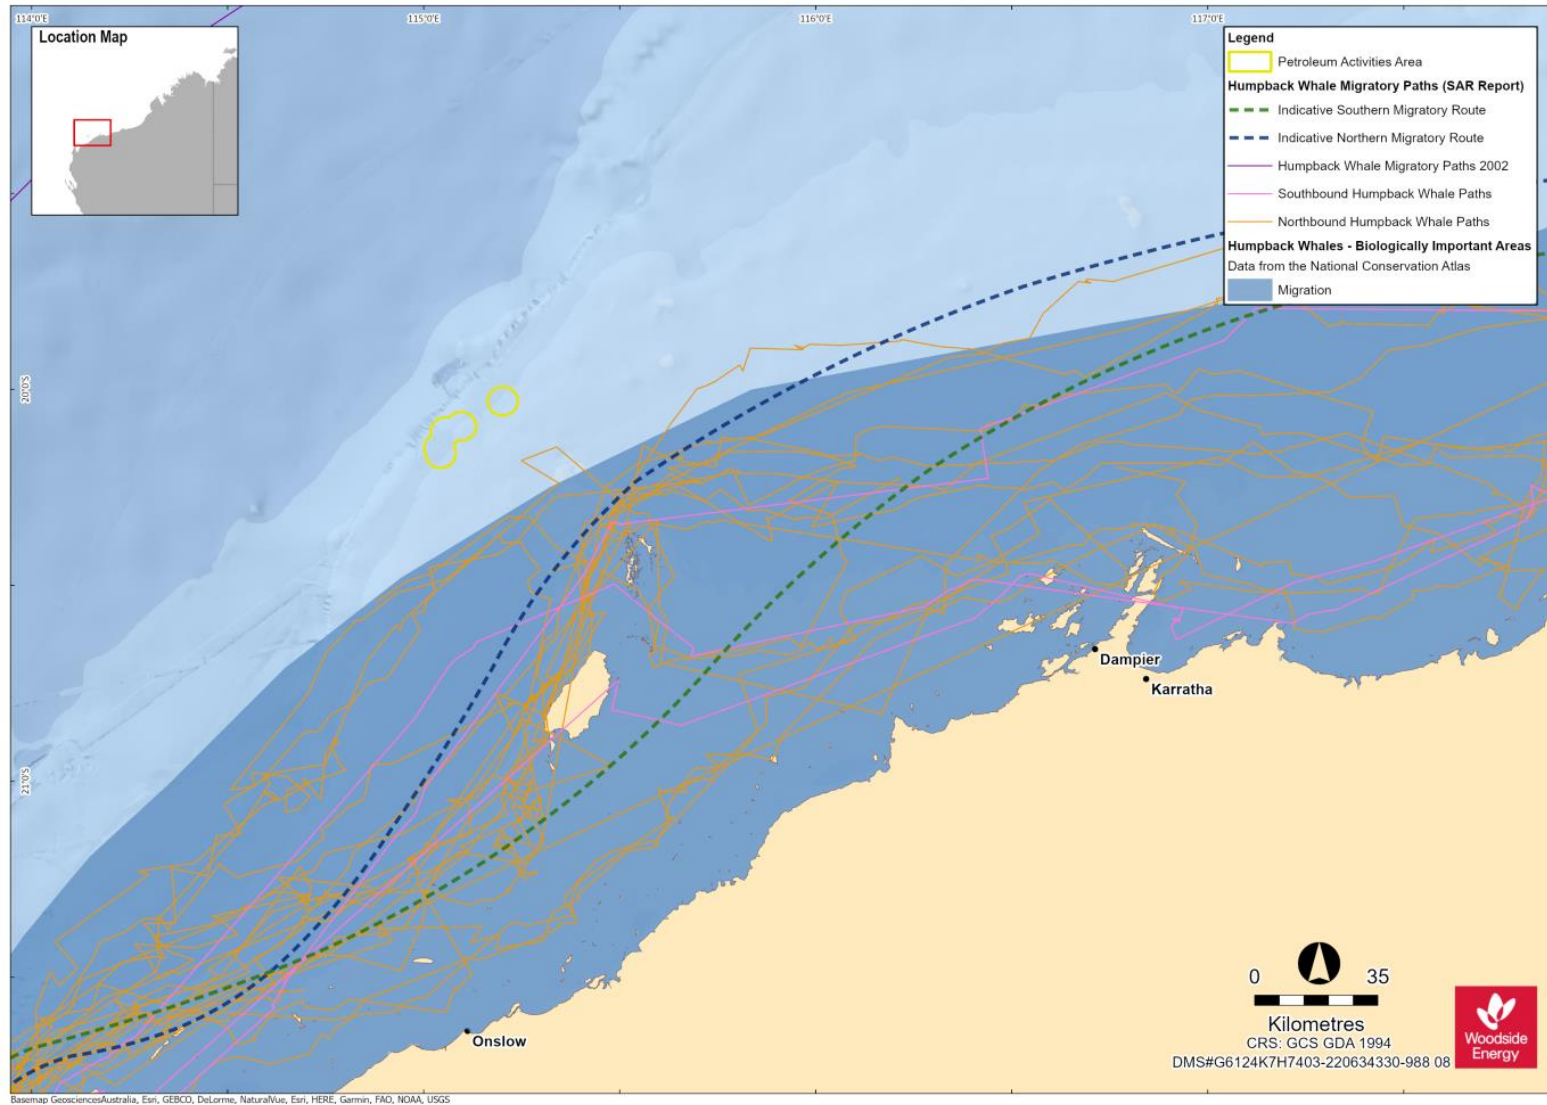 114°0'E
115°0'E
116°0'E
117°0'E
Location Map
Legend
Petroleum Activities Area
Humpback Whale Migratory Paths (SAR Report)
Indicative Southern Migratory Route
Indicative Northern Migratory Route
Humpback Whale Migratory Paths 2002
Southbound Humpback Whale Paths
Northbound Humpback Whale Paths
Humpback Whales - Biologically Important Areas
Data from the National Conservation Atlas
Migration
20°0'S
21°0'S
Dampier
Karratha
Onslow
0 35
Kilometres
CRS: GCS GDA 1994
DMS#G6124K7H7403-220634330-988 08
Woodside
Energy
Basemap GeosciencesAustralia, Esri, GEBCO, DeLorme, NaturalVue, Esri, HERE, Garmin, FAO, NOAA, USGS